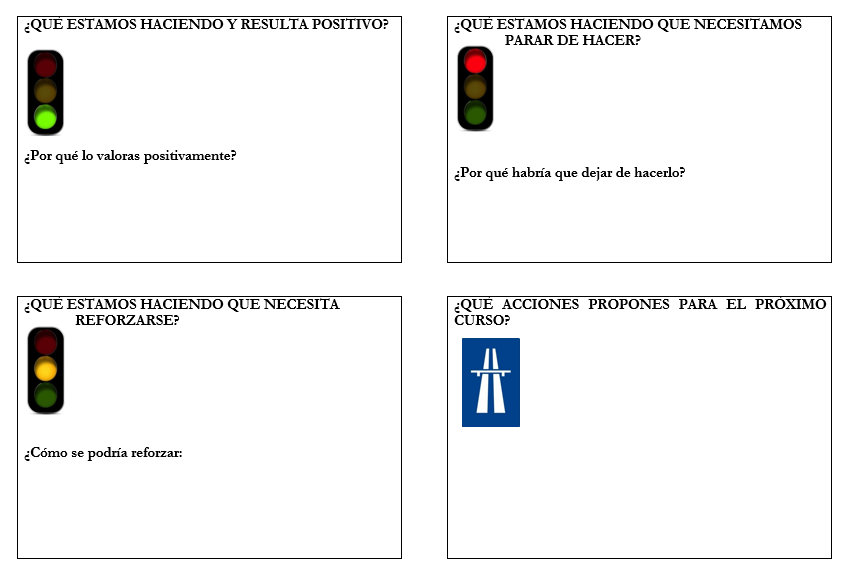 ¿QUÉ ESTAMOS HACIENDO Y RESULTA POSITIVO?
¿Por qué lo valoras positivamente?
¿QUÉ ESTAMOS HACIENDO QUE NECESITAMOS
PARAR DE HACER?
¿Por qué habría que dejar de hacerlo?
¿QUÉ ESTAMOS HACIENDO QUE NECESITA
REFORZARSE?
¿Cómo se podría reforzar:
¿QUÉ ACCIONES PROPONES PARA EL PRÓXIMO
CURSO?